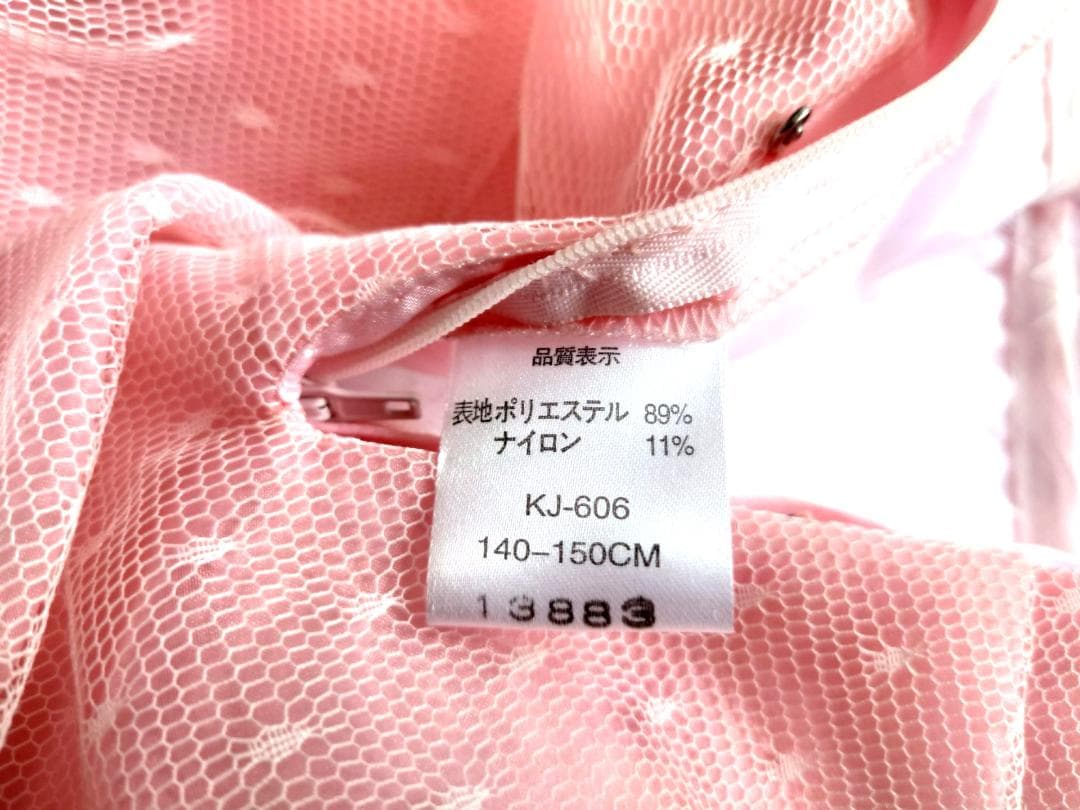 品質表示
表地ポリエステル 89%
ナイロン 11%
KJ-606
140-150CM
13883